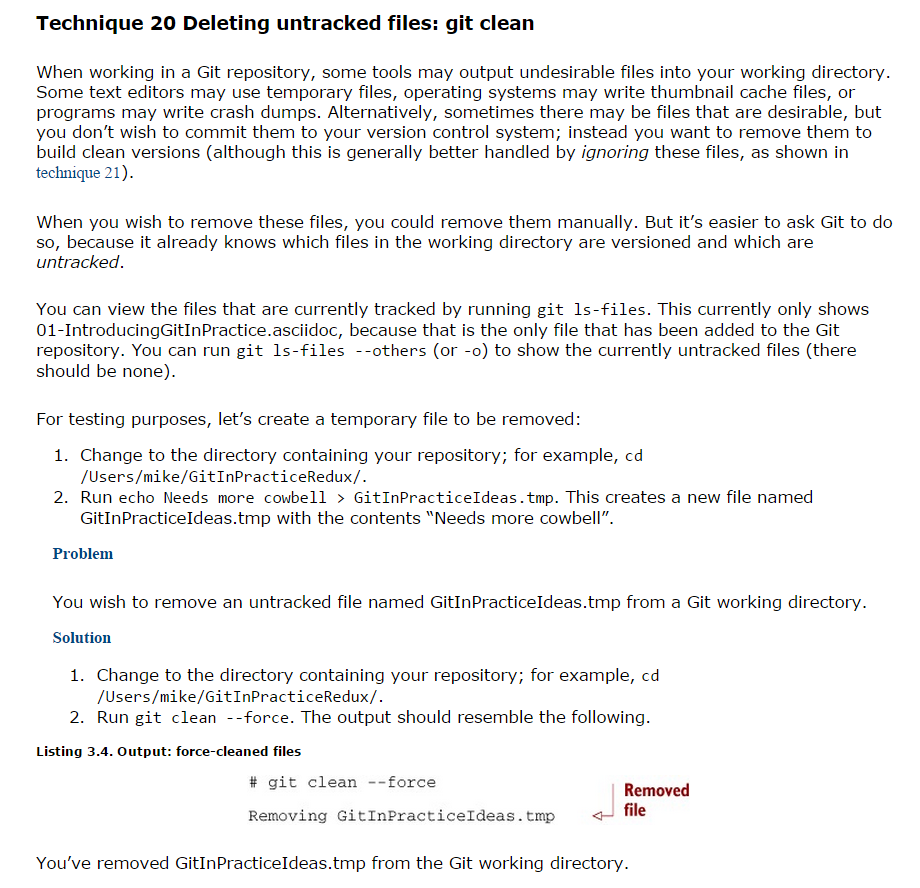 Technique 20 Deleting untracked files: git clean
When working in a Git repository, some tools may output undesirable files into your working directory.
Some text editors may use temporary files, operating systems may write thumbnail cache files, or
programs may write crash dumps. Alternatively, sometimes there may be files that are desirable, but
you don’t wish to commit them to your version control system; instead you want to remove them to
build clean versions (although this is generally better handled by ignoring these files, as shown in
technique 21).
When you wish to remove these files, you could remove them manually. But it’s easier to ask Git to do
so, because it already knows which files in the working directory are versioned and which are
untracked.
You can view the files that are currently tracked by running git ls-files. This currently only shows
01-IntroducingGitInPractice.asciidoc, because that is the only file that has been added to the Git
repository. You can run git ls-files --others (or -o) to show the currently untracked files (there
should be none).
For testing purposes, let’s create a temporary file to be removed:
1. Change to the directory containing your repository; for example, cd
/Users/mike/GitInPracticeRedux/.
2. Run echo Needs more cowbell > GitInPracticeIdeas.tmp. This creates a new file named
GitInPracticeIdeas.tmp with the contents “Needs more cowbell”.
Problem
You wish to remove an untracked file named GitInPracticeIdeas.tmp from a Git working directory.
Solution
1. Change to the directory containing your repository; for example, cd
/Users/mike/GitInPracticeRedux/.
2. Run git clean --force. The output should resemble the following.
Listing 3.4. Output: force-cleaned files
# git clean --force
Removing GitInPracticeIdeas.tmp
Removed
file
You’ve removed GitInPracticeIdeas.tmp from the Git working directory.